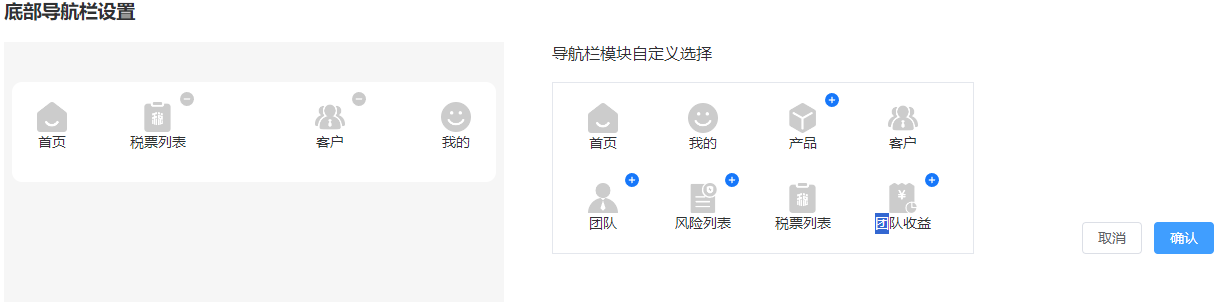 底部导航栏设置
导航栏模块自定义选择
首页 税票列表 客户 我的
首页 我的 产品 客户
团队 风险列表 税票列表 团队收益
取消 确认